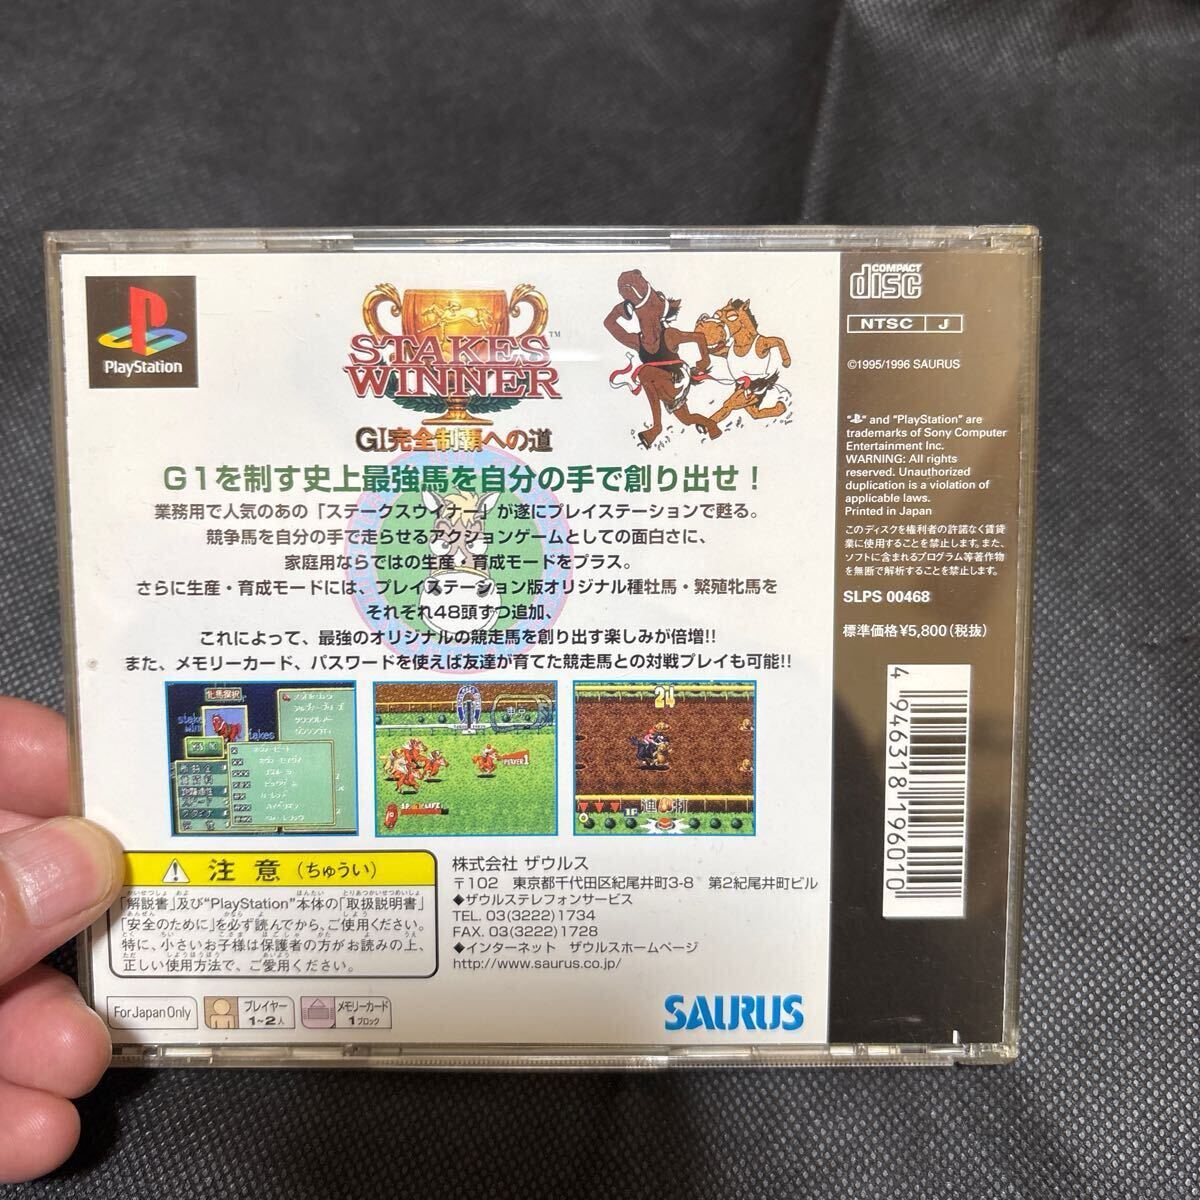 PlayStation
STAKES
WINNER™
GI完全制覇への道
G1を制す史上最強馬を自分の手で創り出せ！
業務用で人気のあの「ステークスウイナー」が遂にプレイステーションで甦る。
競争馬を自分の手で走らせるアクションゲームとしての面白さに、
家庭用ならではの生産・育成モードをプラス。
さらに生産・育成モードには、プレイステーション版オリジナル種牡馬・繁殖牝馬を
それぞれ48頭ずつ追加、
これによって、最強のオリジナルの競走馬を創り出す楽しみが倍増!!
また、メモリーカード、パスワードを使えば友達が育てた競走馬との対戦プレイも可能!!
牝馬選択
PLAYER1
1P
LIFE
24
1P
連打
注意(ちゅうい)
「解説書」及び“PlayStation”本体の「取扱説明書」
「安全のために」を必ず読んでから、ご使用ください。
特に、小さいお子様は保護者の方がお読みの上、
正しい使用方法で、ご愛用ください。
For Japan Only
プレイヤー
1~2人
メモリーカード
1ブロック
株式会社 ザウルス
〒102 東京都千代田区紀尾井町3-8 第2紀尾井町ビル
◆ザウルステレフォンサービス
TEL. 03(3222)1734
FAX. 03(3222)1728
◆インターネット ザウルスホームページ
http://www.saurus.co.jp/
SAURUS
COMPACT
disc
NTSC J
©1995/1996 SAURUS
" " and "PlayStation" are
trademarks of Sony Computer
Entertainment Inc.
WARNING: All rights
reserved. Unauthorized
duplication is a violation of
applicable laws.
Printed in Japan
このディスクを権利者の許諾なく賃貸
業に使用することを禁止します。また、
ソフトに含まれるプログラム等著作物
を無断で解析することを禁止します。
SLPS 00468
標準価格¥5,800(税抜)
4 946318 196010